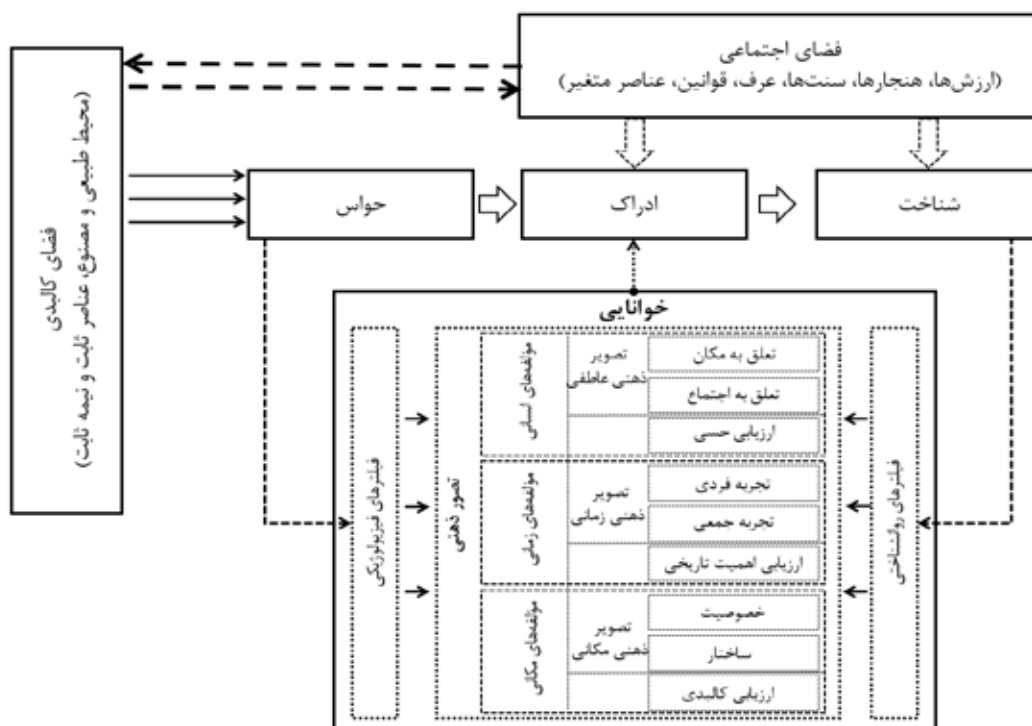 فضای اجتماعی
(ارزش‌ها، هنجارها، سنت‌ها، عرف، قوانین، عناصر متغیر)
فضای کالبدی
(محیط طبیعی و مصنوع، عناصر ثابت و نیمه ثابت)
حواس
ادراک
شناخت
خوانایی
فیلترهای روانشناختی
فیلترهای فیزیولوژیکی
تصور ذهنی
مؤلفه‌های انسانی
تصویر
ذهنی عاطفی
تعلق به مکان
تعلق به اجتماع
ارزیابی حسی
مؤلفه‌های زمانی
تصویر
ذهنی زمانی
تجربه فردی
تجربه جمعی
ارزیابی اهمیت تاریخی
مؤلفه‌های مکانی
تصویر
ذهنی مکانی
خصوصیت
ساختار
ارزیابی کالبدی